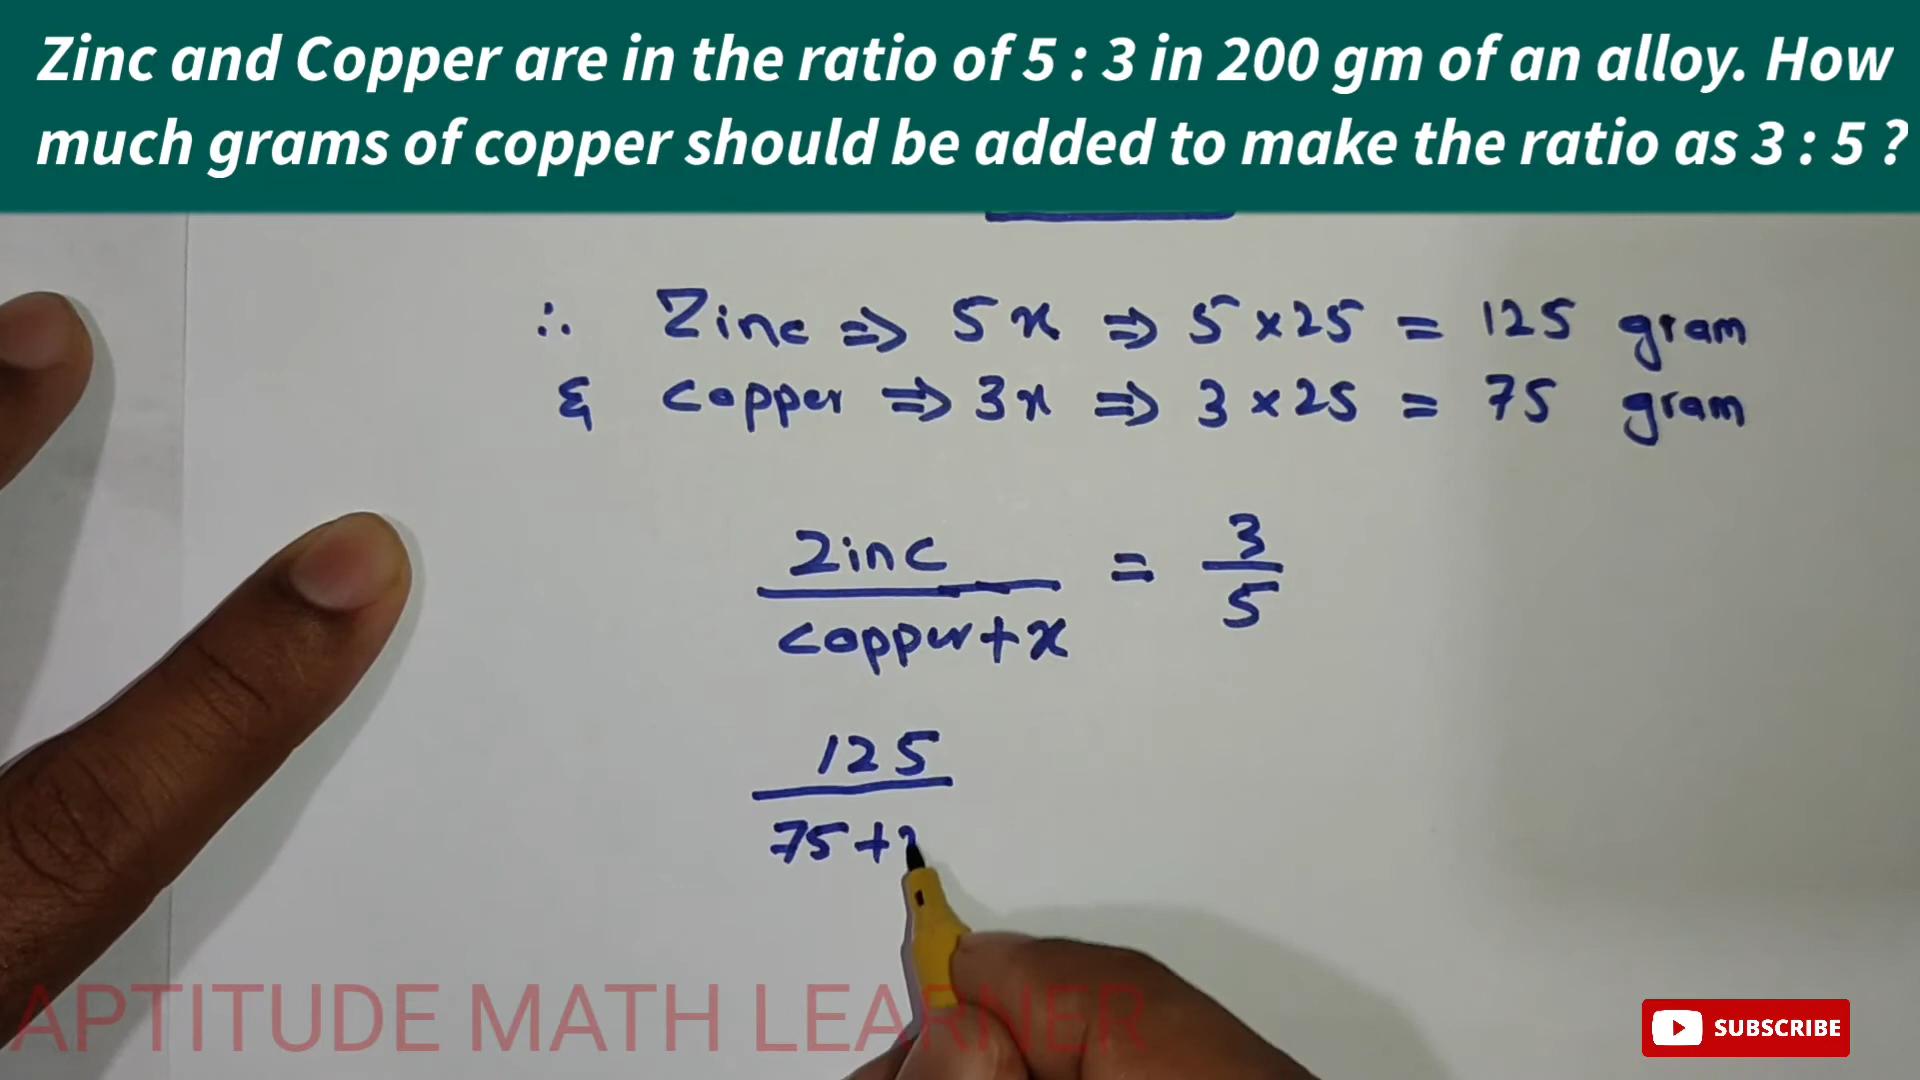 Zinc and Copper are in the ratio of 5 : 3 in 200 gm of an alloy. How
much grams of copper should be added to make the ratio as 3 : 5 ?
∴ Zinc ⇒ 5x ⇒ 5 × 25 = 125 gram
& copper ⇒ 3x ⇒ 3 × 25 = 75 gram
Zinc = 3
copper + x 5
125
75 +
APTITUDE MATH LEARNER
SUBSCRIBE